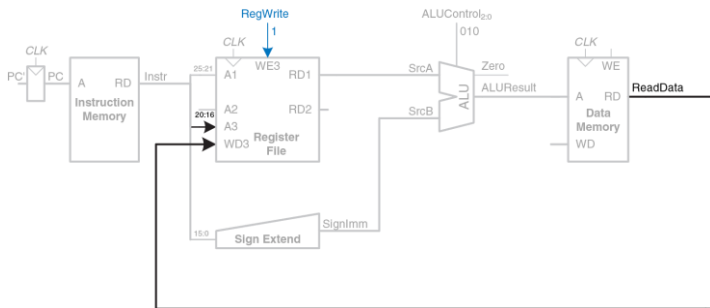 RegWrite
1
ALUControl2:0
010
CLK
PC'
PC
A
RD
Instruction
Memory
Instr
25:21
20:16
15:0
CLK
WE3
A1
RD1
A2
RD2
A3
WD3
Register
File
Sign Extend
SignImm
SrcA
SrcB
ALU
Zero
ALUResult
CLK
WE
A
RD
Data
Memory
WD
ReadData